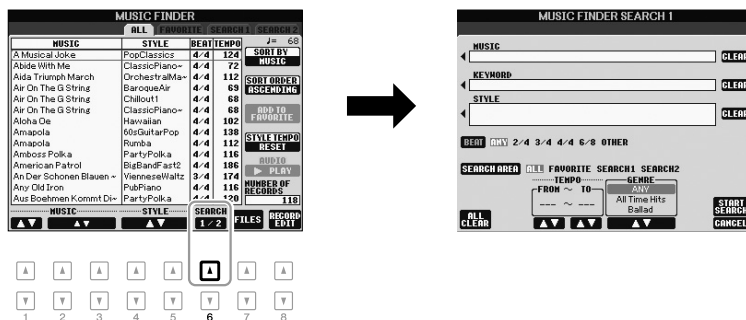 MUSIC FINDER
ALL FAVORITE SEARCH 1 SEARCH 2
MUSIC STYLE BEAT TEMPO
A Musical Joke PopClassics 4/4 124
Abide With Me ClassicPiano~ 4/4 72
Aida Triumph March OrchestralMa~ 4/4 112
Air On The G String BaroqueAir 4/4 69
Air On The G String Chillout1 4/4 68
Air On The G String ClassicPiano~ 4/4 68
Aloha Oe Hawaiian 4/4 102
Amapola 60sGuitarPop 4/4 138
Amapola Rumba 4/4 112
Amboss Polka PartyPolka 4/4 116
American Patrol BigBandFast2 4/4 186
An Der Schonen Blauen ~ VienneseWaltz 3/4 174
Any Old Iron PubPiano 4/4 116
Aus Boehmen Kommt Di~ PartyPolka 4/4 120
♩= 68
SORT BY
MUSIC
SORT ORDER
ASCENDING
ADD TO
FAVORITE
STYLE TEMPO
RESET
AUDIO
▶ PLAY
NUMBER OF
RECORDS
118
MUSIC STYLE SEARCH
▲▼ ▲▼ ▲▼ 1/2 FILES RECORD
EDIT
1 2 3 4 5 6 7 8
MUSIC FINDER SEARCH 1
MUSIC
CLEAR
KEYWORD
STYLE
CLEAR
BEAT ANY 2/4 3/4 4/4 6/8 OTHER
SEARCH AREA ALL FAVORITE SEARCH1 SEARCH2
TEMPO GENRE
FROM ~ TO ANY
--- ~ --- All Time Hits
Ballad
ALL
CLEAR
▲▼ ▲▼ ▲▼
START
SEARCH
CANCEL